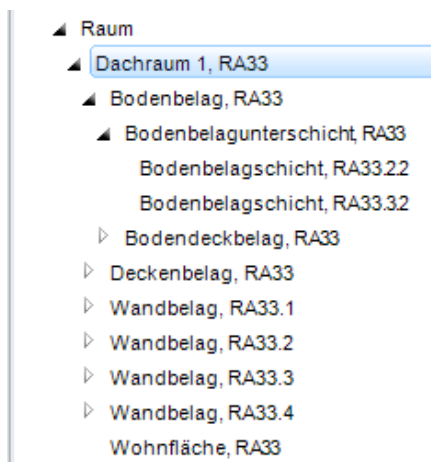 Raum
Dachraum 1, RA33
Bodenbelag, RA33
Bodenbelagunterschicht, RA33
Bodenbelagschicht, RA33.2.2
Bodenbelagschicht, RA33.3.2
Bodendeckbelag, RA33
Deckenbelag, RA33
Wandbelag, RA33.1
Wandbelag, RA33.2
Wandbelag, RA33.3
Wandbelag, RA33.4
Wohnfläche, RA33